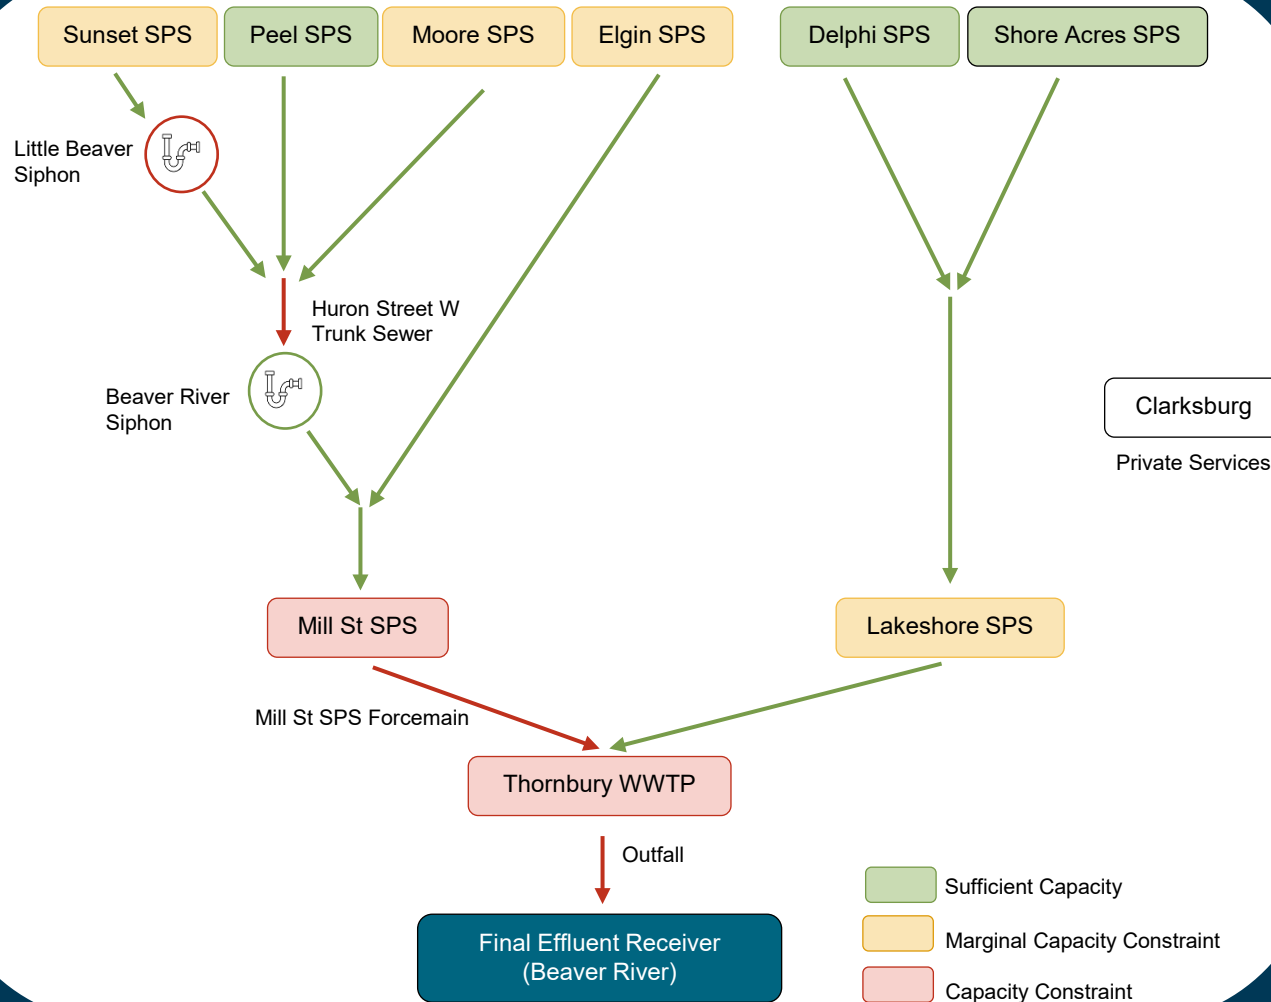 Sunset SPS
Peel SPS
Moore SPS
Elgin SPS
Delphi SPS
Shore Acres SPS
Little Beaver
Siphon
Huron Street W
Trunk Sewer
Beaver River
Siphon
Clarksburg
Private Services
Mill St SPS
Lakeshore SPS
Mill St SPS Forcemain
Thornbury WWTP
Outfall
Final Effluent Receiver
(Beaver River)
Sufficient Capacity
Marginal Capacity Constraint
Capacity Constraint